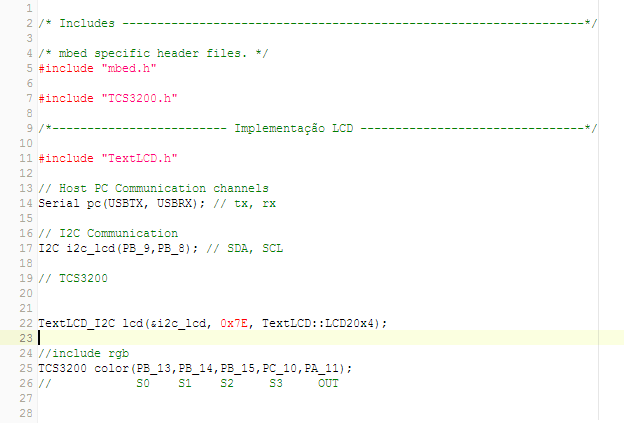 1
2 /* Includes ------------------------------------------------------------------*/
3
4 /* mbed specific header files. */
5 #include "mbed.h"
6
7 #include "TCS3200.h"
8
9 /*------------------------- Implementação LCD --------------------------------*/
10
11 #include "TextLCD.h"
12
13 // Host PC Communication channels
14 Serial pc(USBTX, USBRX); // tx, rx
15
16 // I2C Communication
17 I2C i2c_lcd(PB_9,PB_8); // SDA, SCL
18
19 // TCS3200
20
21
22 TextLCD_I2C lcd(&i2c_lcd, 0x7E, TextLCD::LCD20x4);
23
24 //include rgb
25 TCS3200 color(PB_13,PB_14,PB_15,PC_10,PA_11);
26 //            S0    S1    S2     S3     OUT
27
28